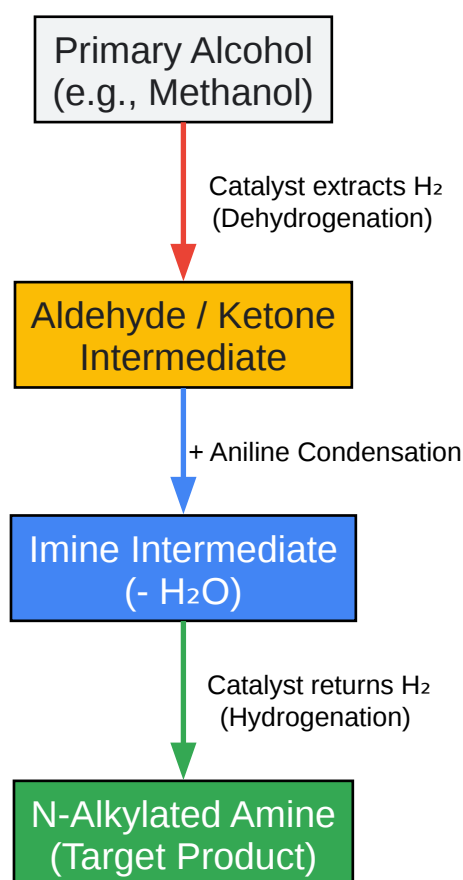 Primary Alcohol
(e.g., Methanol)
Catalyst extracts H₂
(Dehydrogenation)
Aldehyde / Ketone
Intermediate
+ Aniline Condensation
Imine Intermediate
(- H₂O)
Catalyst returns H₂
(Hydrogenation)
N-Alkylated Amine
(Target Product)